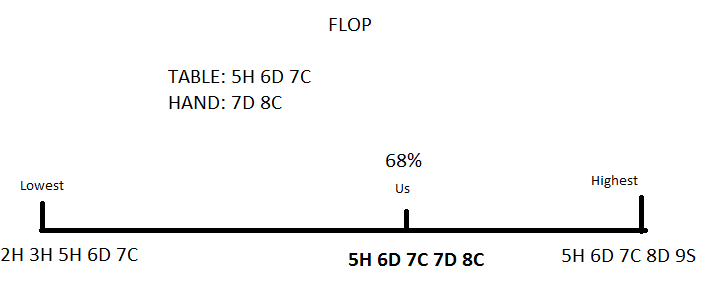 FLOP
TABLE: 5H 6D 7C
HAND: 7D 8C
68%
Lowest
Us
Highest
2H 3H 5H 6D 7C
5H 6D 7C 7D 8C
5H 6D 7C 8D 9S